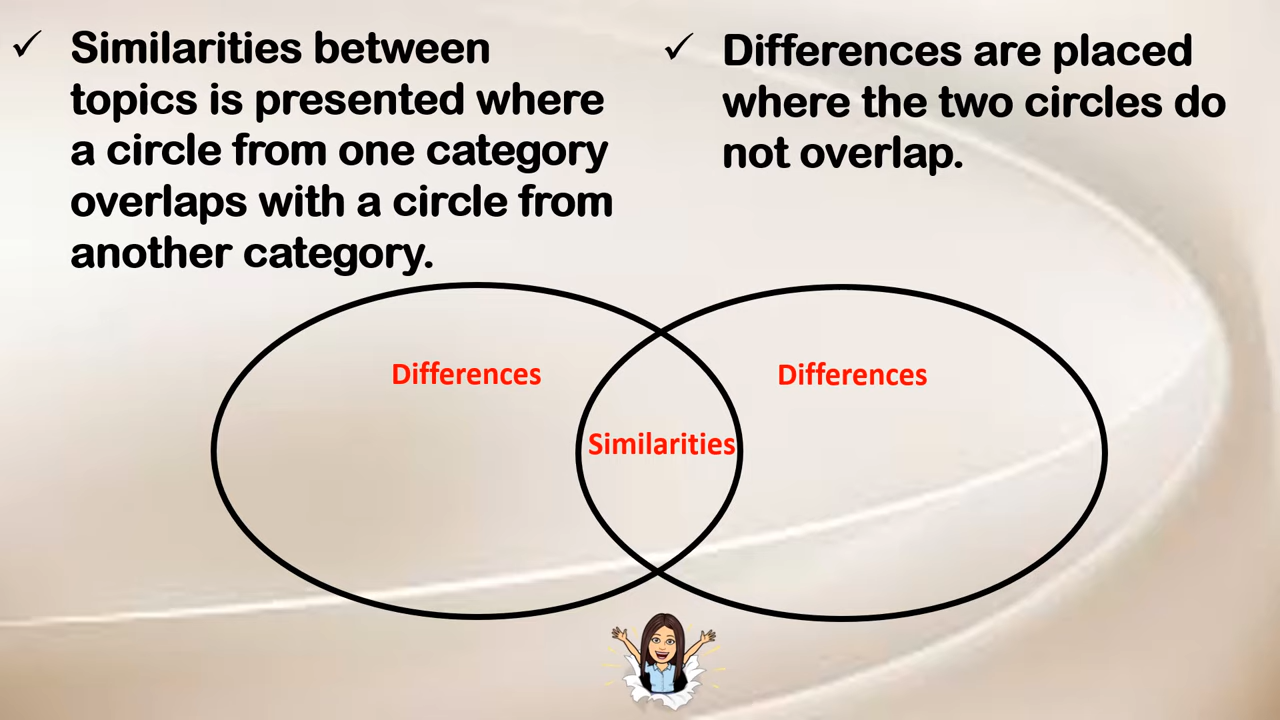 ✓ Similarities between
topics is presented where
a circle from one category
overlaps with a circle from
another category.
✓ Differences are placed
where the two circles do
not overlap.
Differences
Differences
Similarities